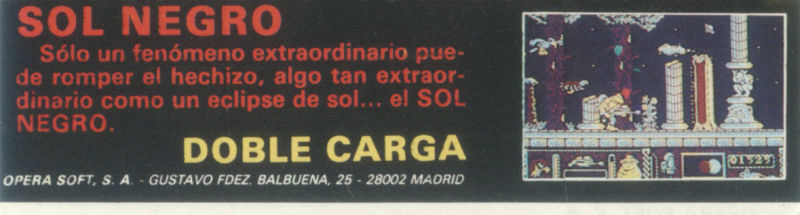 SOL NEGRO
Sólo un fenómeno extraordinario pue-
de romper el hechizo, algo tan extraor-
dinario como un eclipse de sol... el SOL
NEGRO.
DOBLE CARGA
OPERA SOFT, S. A. - GUSTAVO FDEZ. BALBUENA, 25 - 28002 MADRID
01525